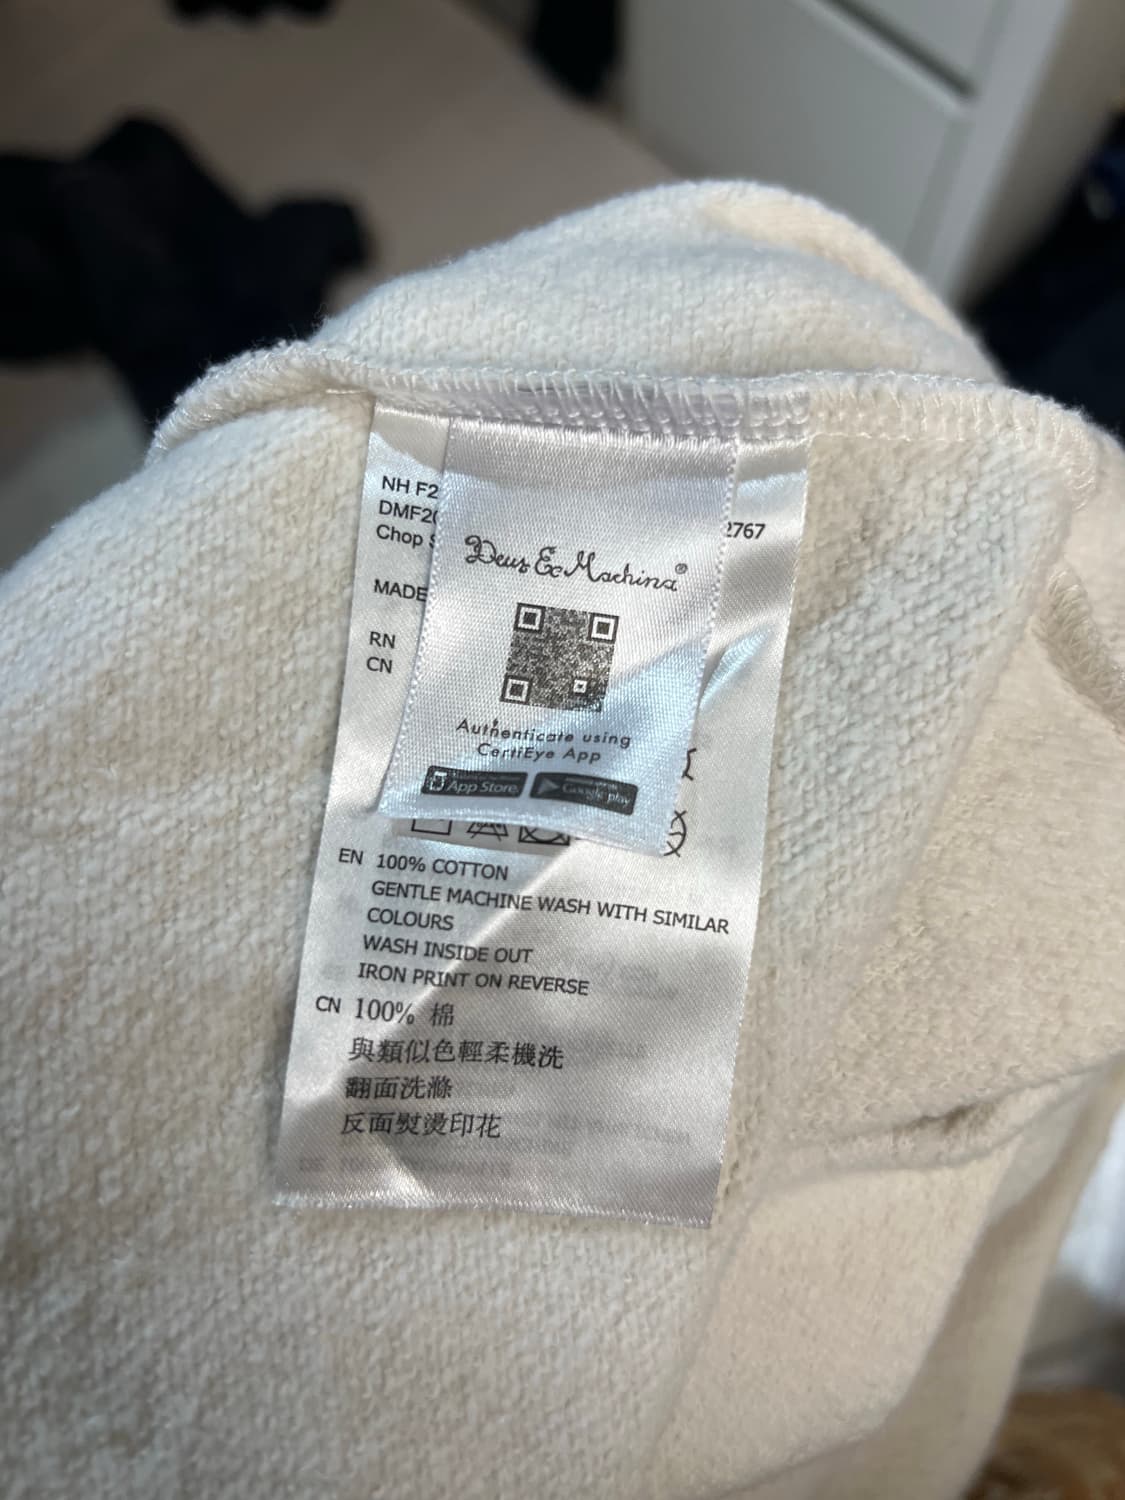 NH F2
DMF20
2767
Chop S
MADE
RN
CN
Deus Ex Machina®
Authenticate using
CertiEye App
App Store
Google play
EN 100% COTTON
GENTLE MACHINE WASH WITH SIMILAR
COLOURS
WASH INSIDE OUT
IRON PRINT ON REVERSE
CN 100% 棉
與類似色輕柔機洗
翻面洗滌
反面熨燙印花